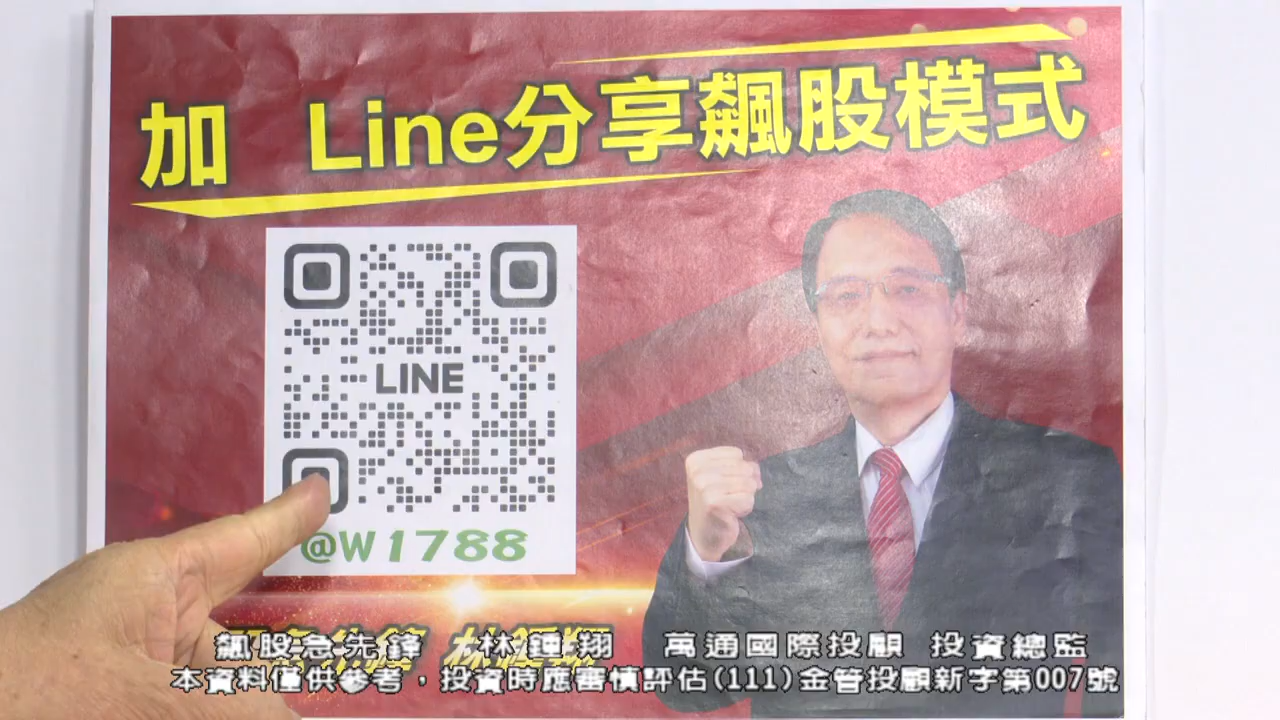 加 Line分享飆股模式
LINE
@W1788
飆股急先鋒 林鍾翔 萬通國際投顧 投資總監
本資料僅供參考，投資時應審慎評估(111)金管投顧新字第007號